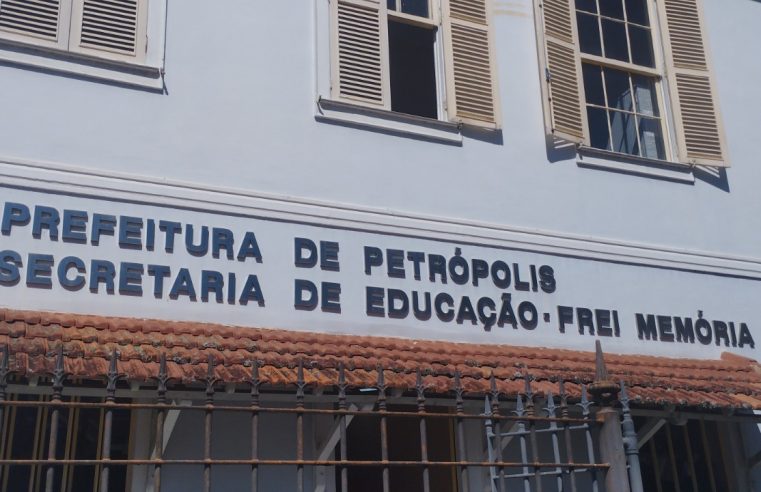 PREFEITURA DE PETRÓPOLIS
SECRETARIA DE EDUCAÇÃO - FREI MEMÓRIA